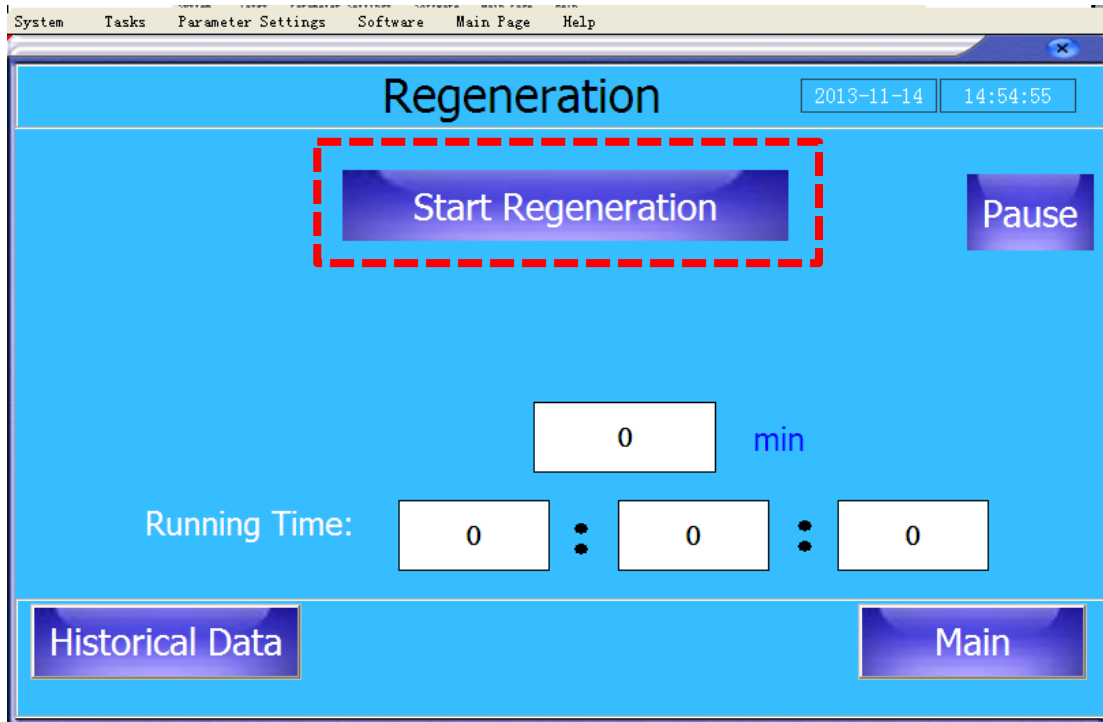 System Tasks Parameter Settings Software Main Page Help
Regeneration 2013-11-14 14:54:55
Start Regeneration
Pause
0 min
Running Time: 0 : 0 : 0
Historical Data Main